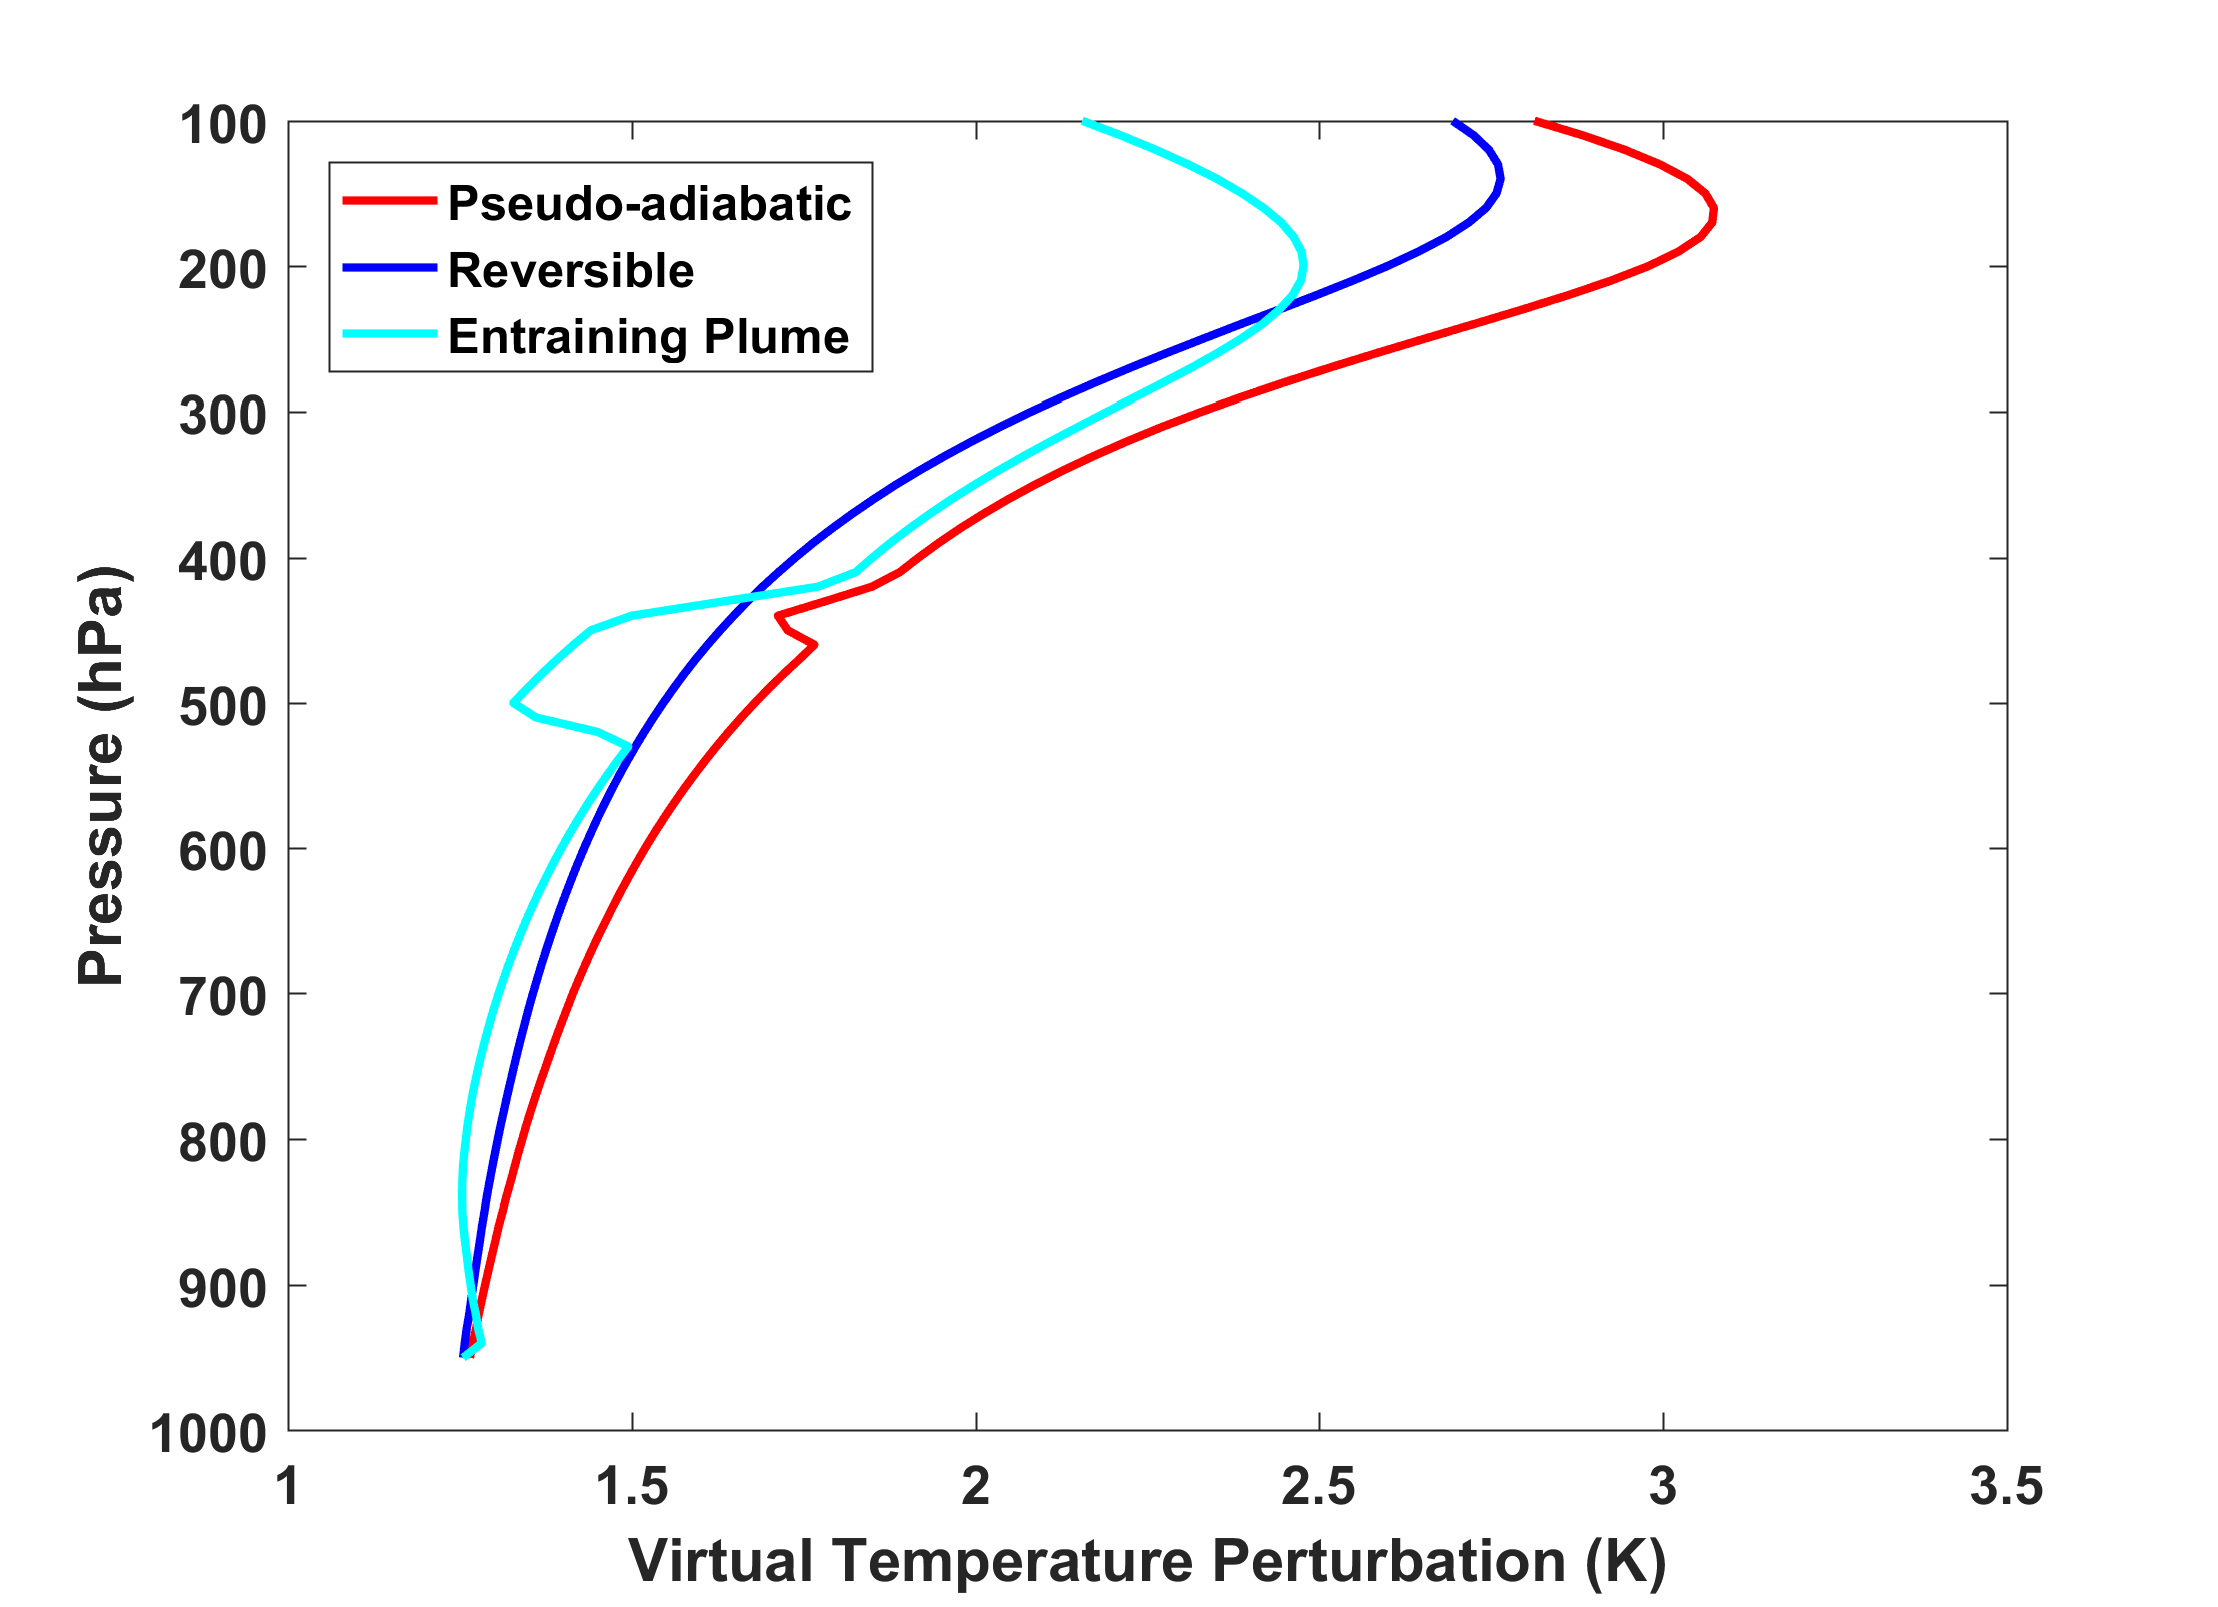 100
200
300
400
500
600
700
800
900
1000
Pressure (hPa)
Pseudo-adiabatic
Reversible
Entraining Plume
1 1.5 2 2.5 3 3.5
Virtual Temperature Perturbation (K)